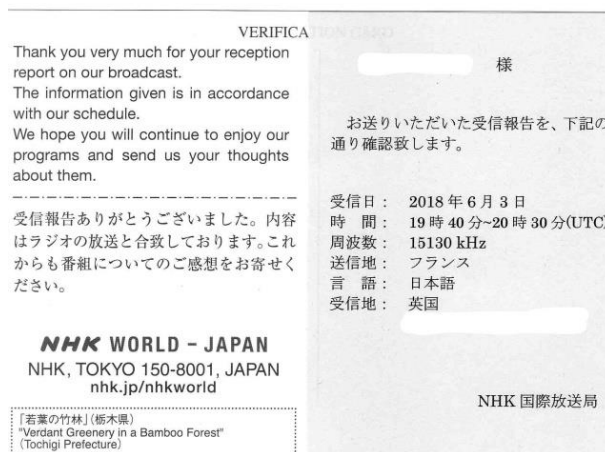 VERIFICA
Thank you very much for your reception
report on our broadcast.
The information given is in accordance
with our schedule.
We hope you will continue to enjoy our
programs and send us your thoughts
about them.
受信報告ありがとうございました。内容
はラジオの放送と合致しております。これ
からも番組についてのご感想をお寄せく
ださい。
NHK WORLD - JAPAN
NHK, TOKYO 150-8001, JAPAN
nhk.jp/nhkworld
「若葉の竹林」(栃木県)
"Verdant Greenery in a Bamboo Forest"
(Tochigi Prefecture)
様
お送りいただいた受信報告を、下記の
通り確認致します。
受信日： 2018年6月3日
時 間： 19時40分~20時30分(UTC)
周波数： 15130 kHz
送信地： フランス
言 語： 日本語
受信地： 英国
NHK 国際放送局